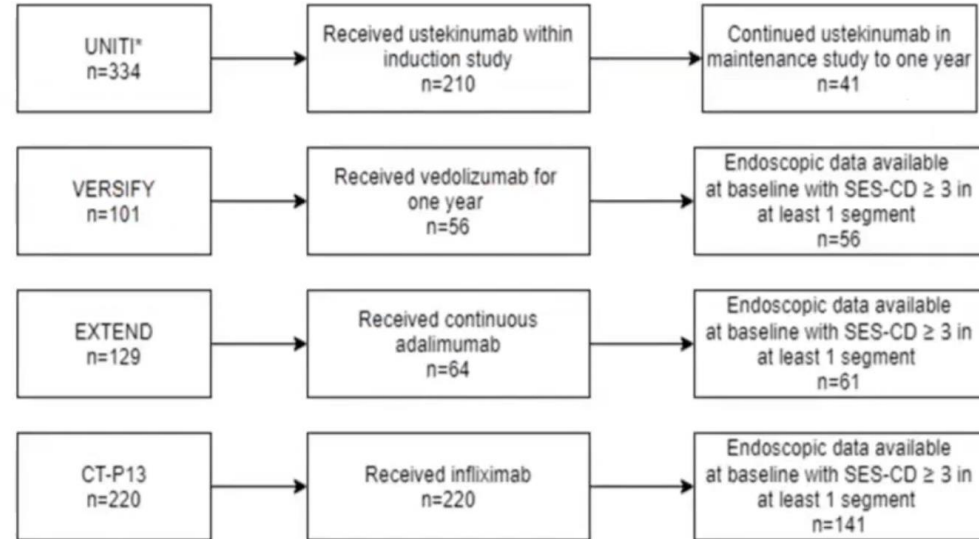 UNITI*
n=334
Received ustekinumab within
induction study
n=210
Continued ustekinumab in
maintenance study to one year
n=41
VERSIFY
n=101
Received vedolizumab for
one year
n=56
Endoscopic data available
at baseline with SES-CD ≥ 3 in
at least 1 segment
n=56
EXTEND
n=129
Received continuous
adalimumab
n=64
Endoscopic data available
at baseline with SES-CD ≥ 3 in
at least 1 segment
n=61
CT-P13
n=220
Received infliximab
n=220
Endoscopic data available
at baseline with SES-CD ≥ 3 in
at least 1 segment
n=141